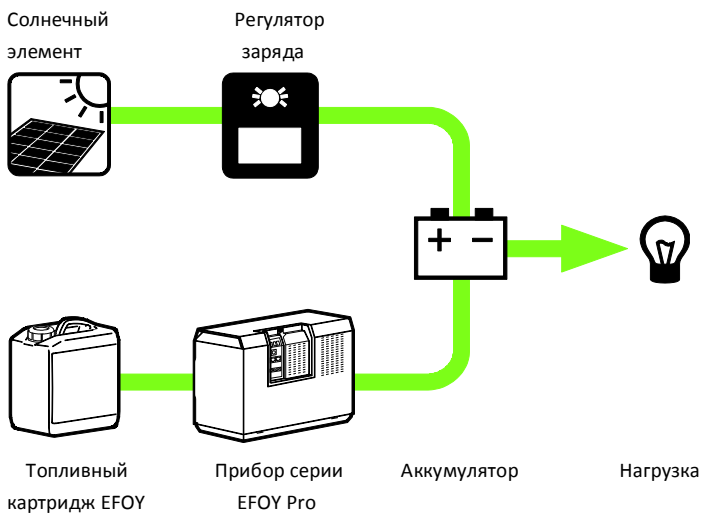 Солнечный
элемент
Регулятор
заряда
Топливный
картридж EFOY
Прибор серии
EFOY Pro
Аккумулятор
Нагрузка